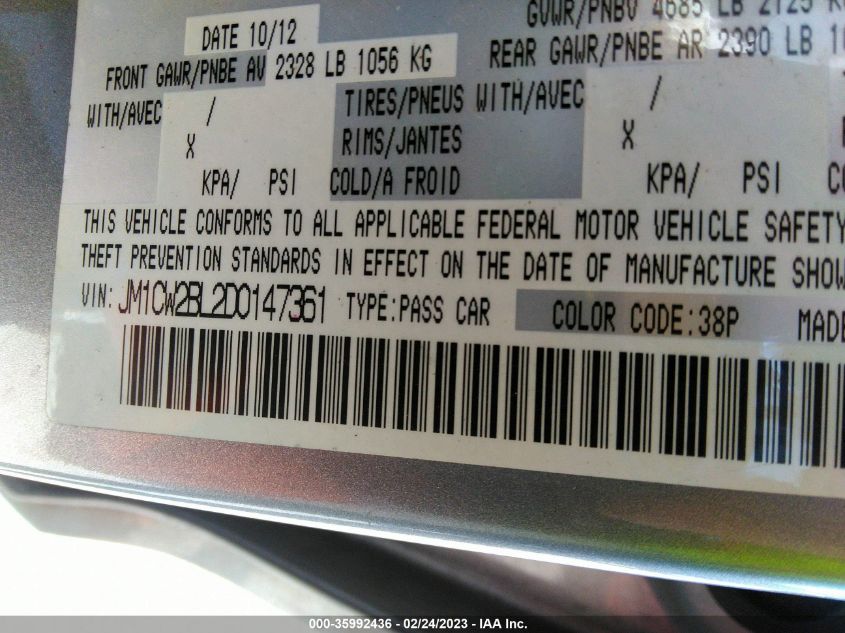 GVWR/PNBV 4685 LB 2125 KG
DATE 10/12
FRONT GAWR/PNBE AV 2328 LB 1056 KG
REAR GAWR/PNBE AR 2390 LB
WITH/AVEC / TIRES/PNEUS WITH/AVEC /
X RIMS/JANTES X
KPA/ PSI COLD/A FROID KPA/ PSI
THIS VEHICLE CONFORMS TO ALL APPLICABLE FEDERAL MOTOR VEHICLE SAFETY
THEFT PREVENTION STANDARDS IN EFFECT ON THE DATE OF MANUFACTURE SHOW
VIN: JM1CW2BL2D0147361 TYPE:PASS CAR COLOR CODE:38P MADE
000-35992436 - 02/24/2023 - IAA Inc.